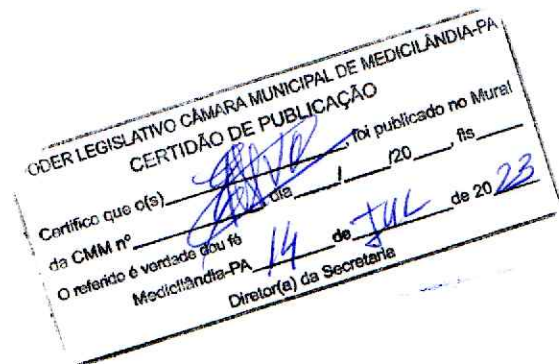 ODER LEGISLATIVO CÂMARA MUNICIPAL DE MEDICILÂNDIA-PA
CERTIDÃO DE PUBLICAÇÃO
Certifico que o(s) , foi publicado no Mural
da CMM nº dia / /20 , fls
O referido é verdade dou fé
Medicilândia-PA 14 de JUL de 2023
Diretor(a) da Secretaria